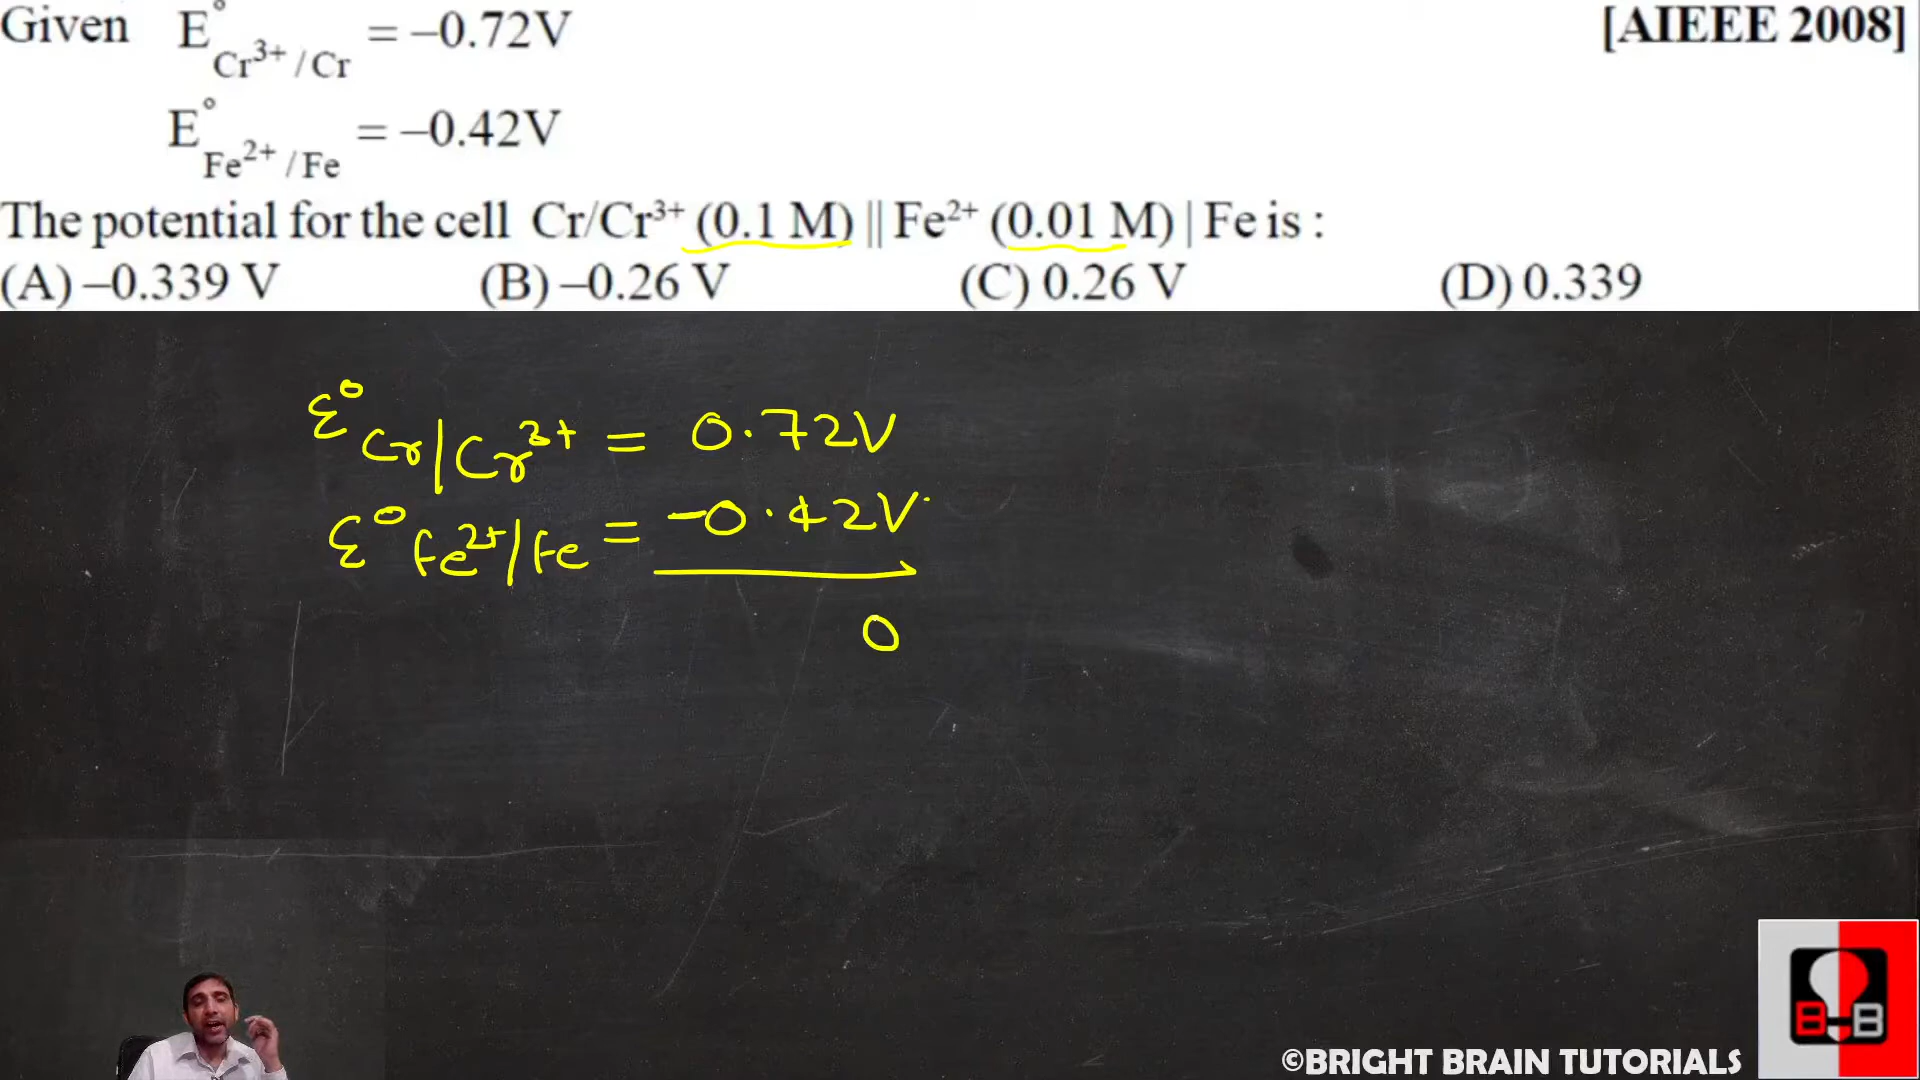 Given E°Cr³⁺/Cr = –0.72V [AIEEE 2008]
E°Fe²⁺/Fe = –0.42V
The potential for the cell Cr/Cr³⁺ (0.1 M) || Fe²⁺ (0.01 M) | Fe is :
(A) –0.339 V (B) –0.26 V (C) 0.26 V (D) 0.339
ε°Cr|Cr³⁺ = 0.72V
ε°Fe²⁺/Fe = -0.42V
0
B B
©BRIGHT BRAIN TUTORIALS